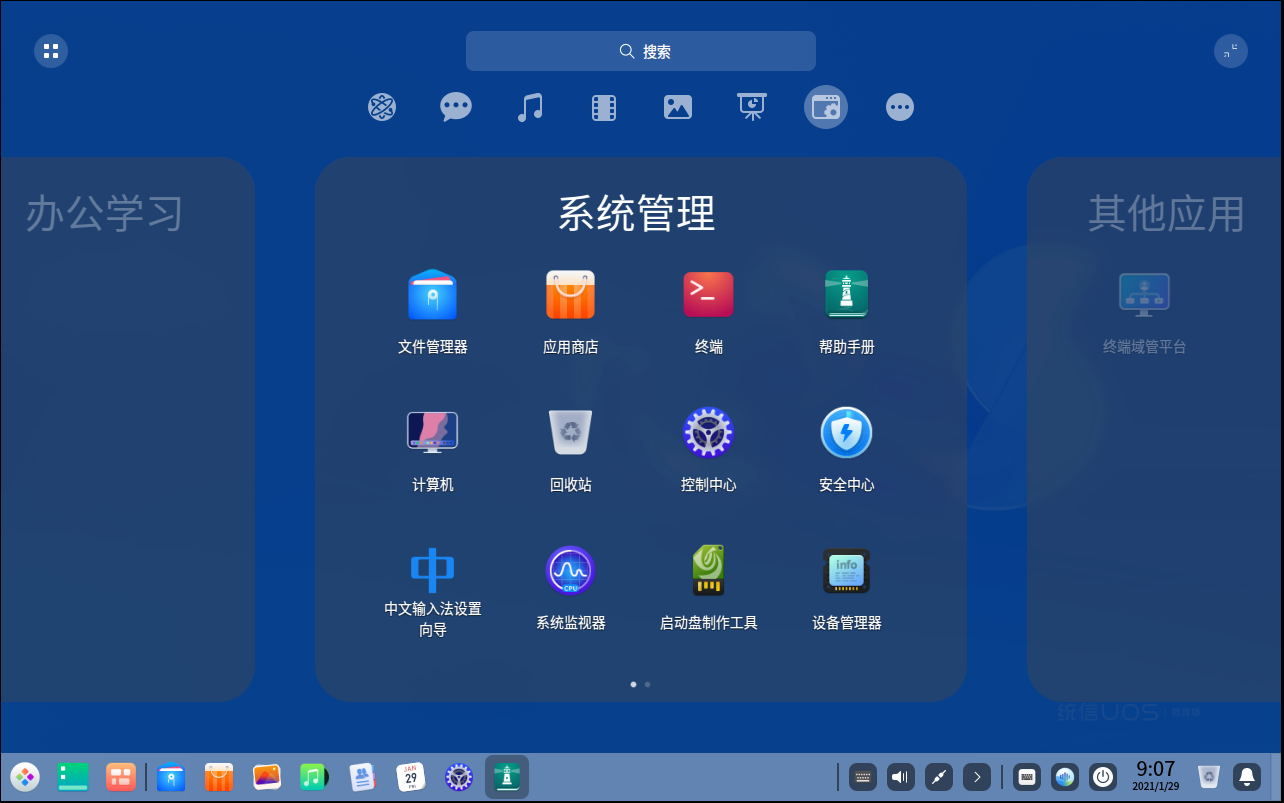 搜索
办公学习
系统管理
其他应用
文件管理器
应用商店
终端
帮助手册
终端域管平台
计算机
回收站
控制中心
安全中心
中文输入法设置
向导
CPU
系统监视器
启动盘制作工具
info
设备管理器
统信UOS
JAN
29
FRI
9:07
2021/1/29